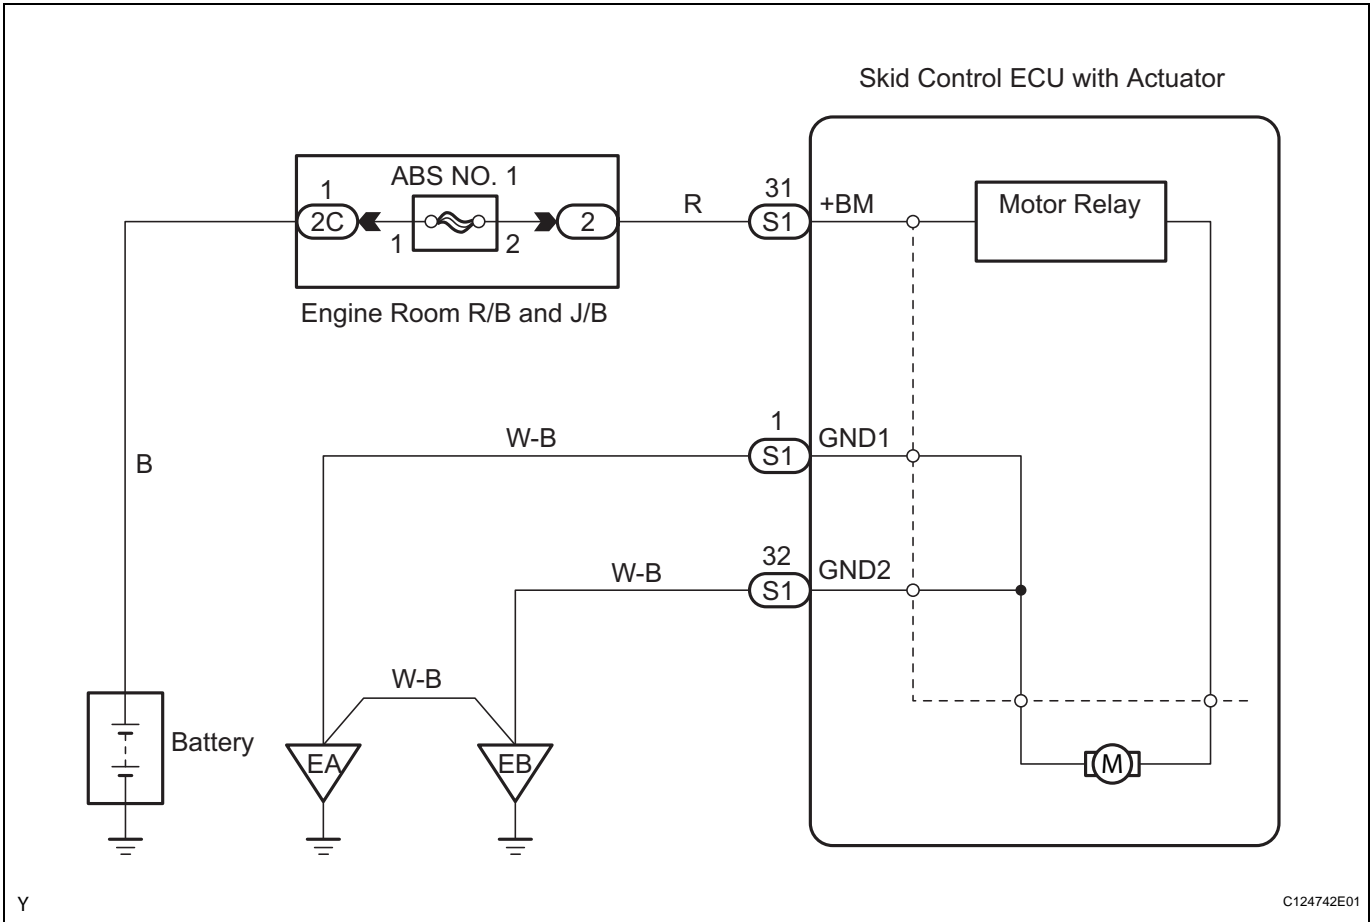 Skid Control ECU with Actuator
ABS NO. 1
1
2C
1
2
2
R
31
S1
+BM
Motor Relay
Engine Room R/B and J/B
B
W-B
1
S1
GND1
W-B
32
S1
GND2
W-B
Battery
EA
EB
M
Y
C124742E01